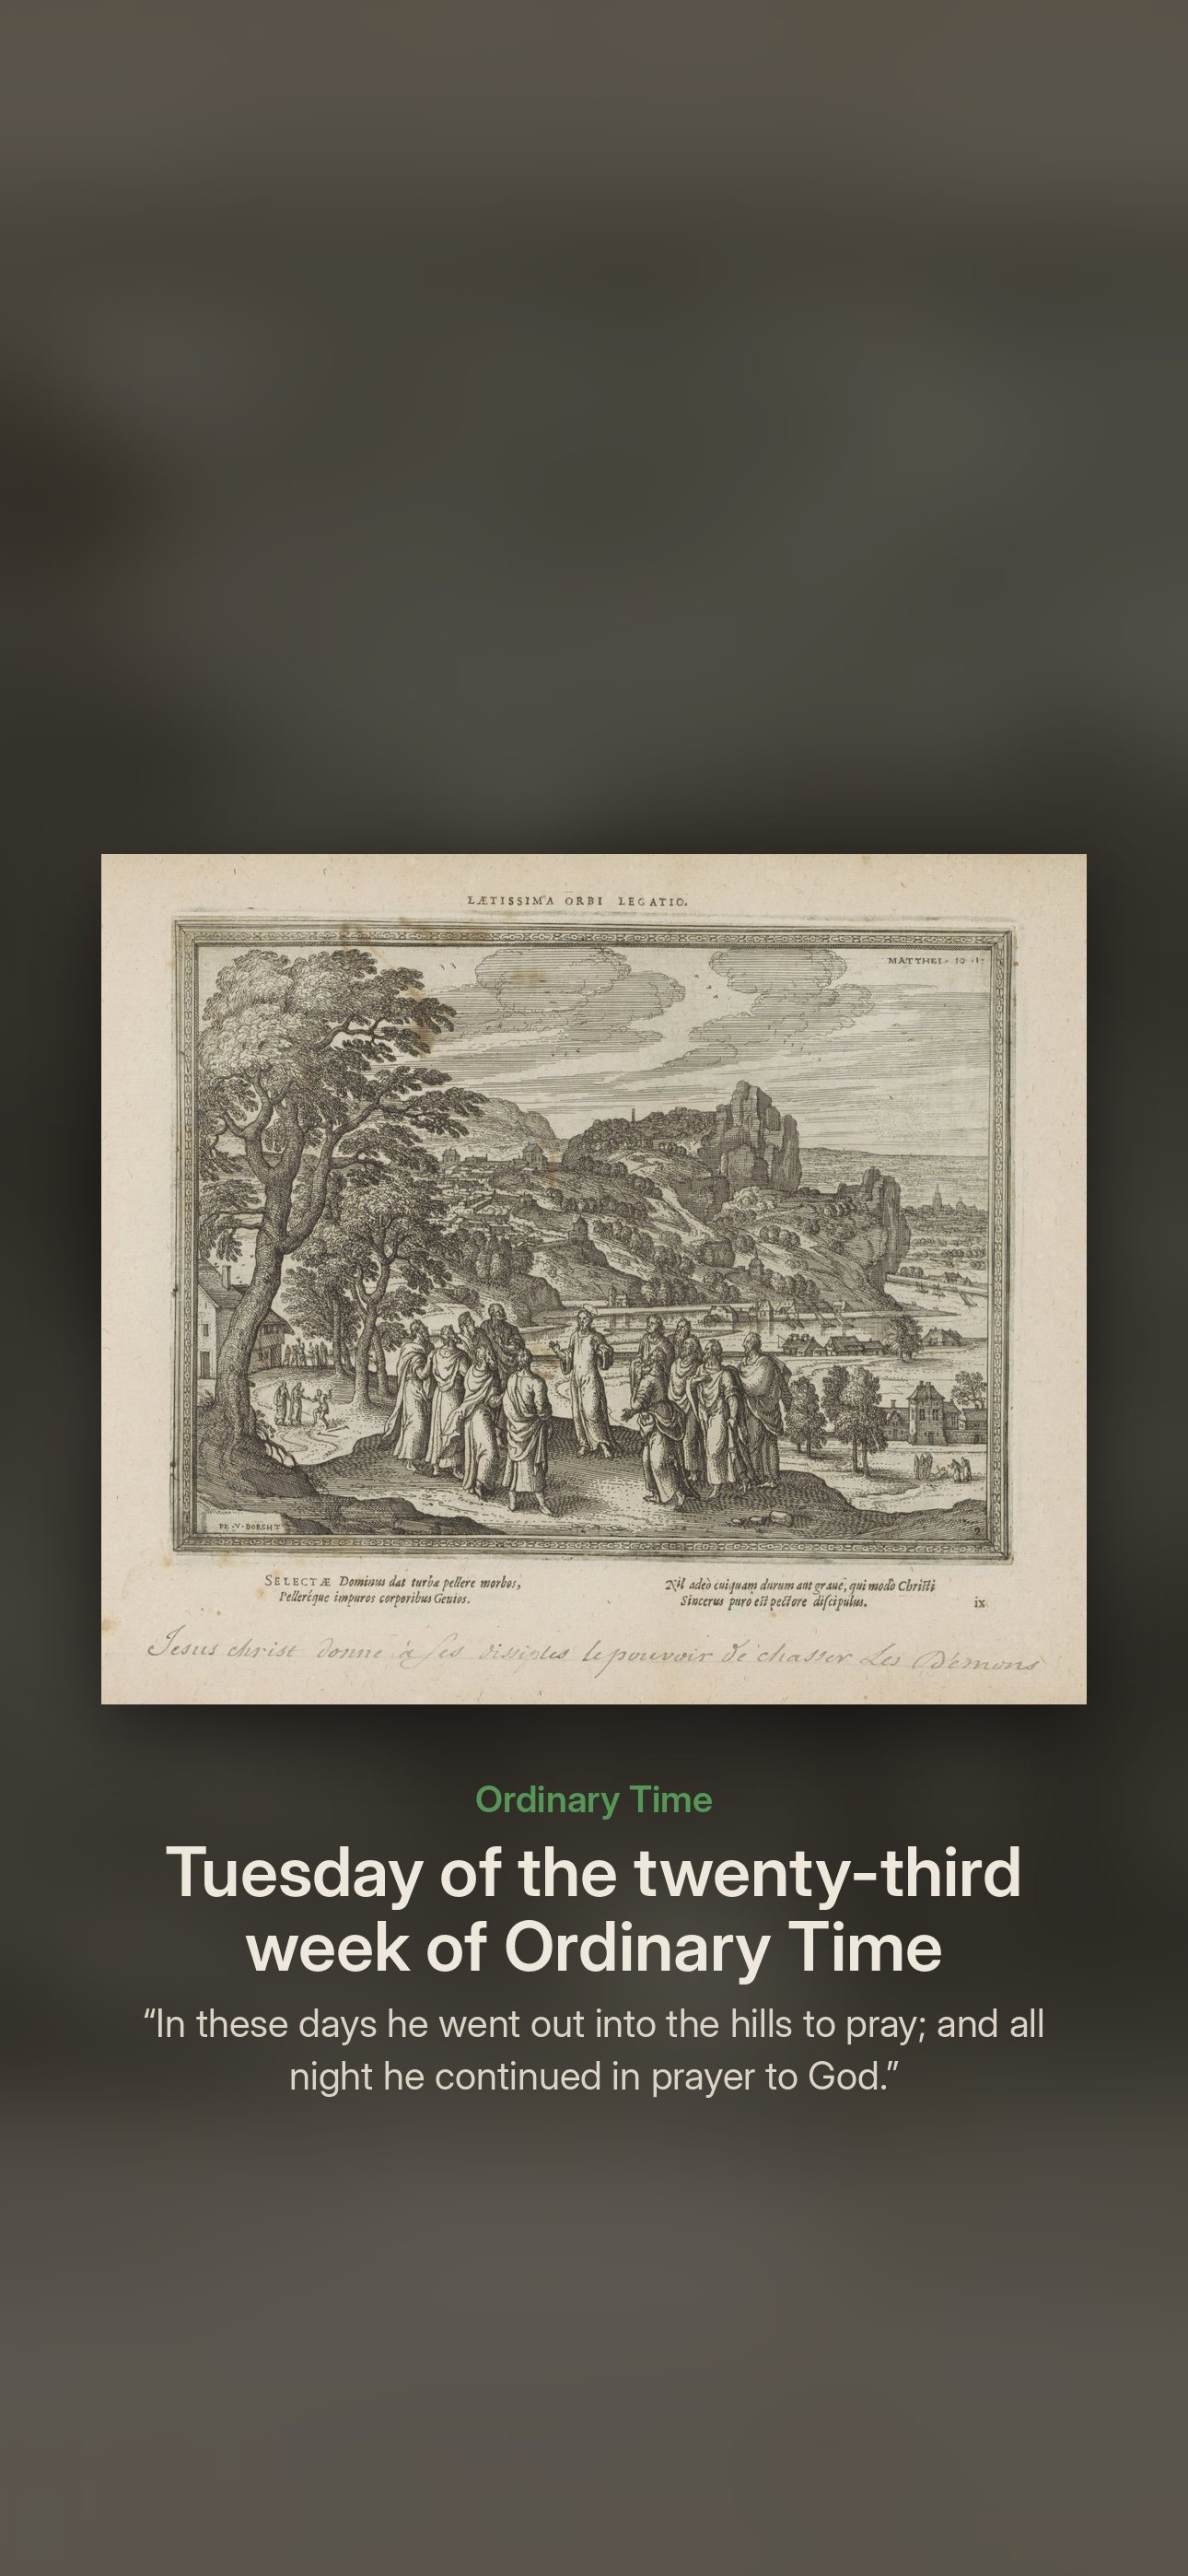 LÆTISSIMA ORBI LEGATIO.
MATTHEI. 10.
PE.V.BORCHT
SELECTÆ Dominus dat turbæ pellere morbos,
Pelleréque impuros corporibus Genios.
Nil adeò cuiquam durum aut graue, qui modò Christi
Sincerus puro est pectore discipulus.
ix
Jesus christ donne à ses dissiples le pouvoir de chasser Les Démons
Ordinary Time
Tuesday of the twenty-third
week of Ordinary Time
“In these days he went out into the hills to pray; and all
night he continued in prayer to God.”